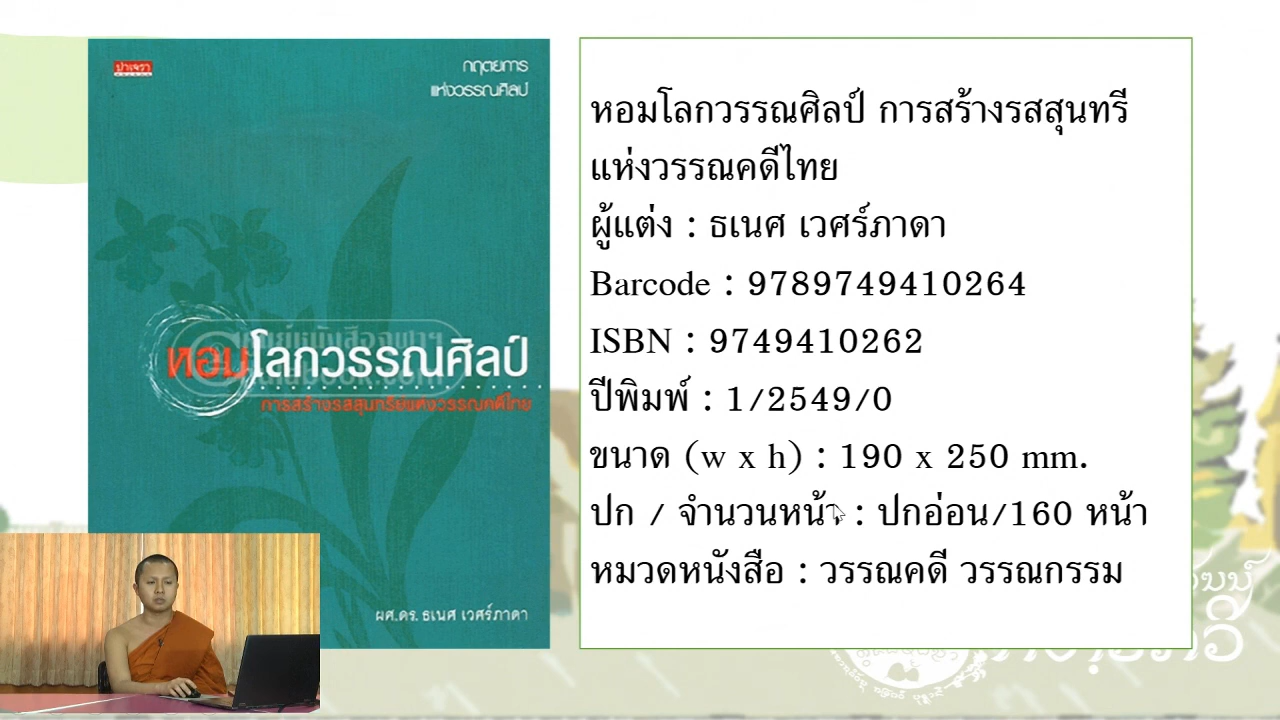 ปาเจรา
กฤตยการ
แห่งวรรณศิลป์
หอมโลกวรรณศิลป์
การสร้างรสสุนทรีย์แห่งวรรณคดีไทย
ผศ.ดร. ธเนศ เวศร์ภาดา
หอมโลกวรรณศิลป์ การสร้างรสสุนทรี
แห่งวรรณคดีไทย
ผู้แต่ง : ธเนศ เวศร์ภาดา
Barcode : 9789749410264
ISBN : 9749410262
ปีพิมพ์ : 1/2549/0
ขนาด (w x h) : 190 x 250 mm.
ปก / จำนวนหน้า : ปกอ่อน/160 หน้า
หมวดหนังสือ : วรรณคดี วรรณกรรม